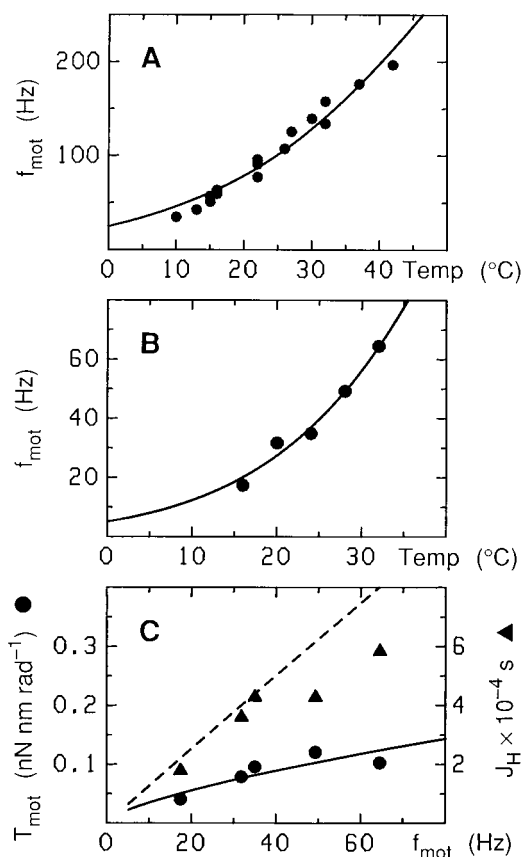 A
f_mot (Hz)
200
100
0 10 20 30 40 Temp (°C)
B
f_mot (Hz)
60
40
20
0 10 20 30 Temp (°C)
C
T_mot (nN nm rad⁻¹) ●
0.3
0.2
0.1
6
4
2
▲ J_H × 10⁻⁴ s
0 20 40 60 f_mot (Hz)